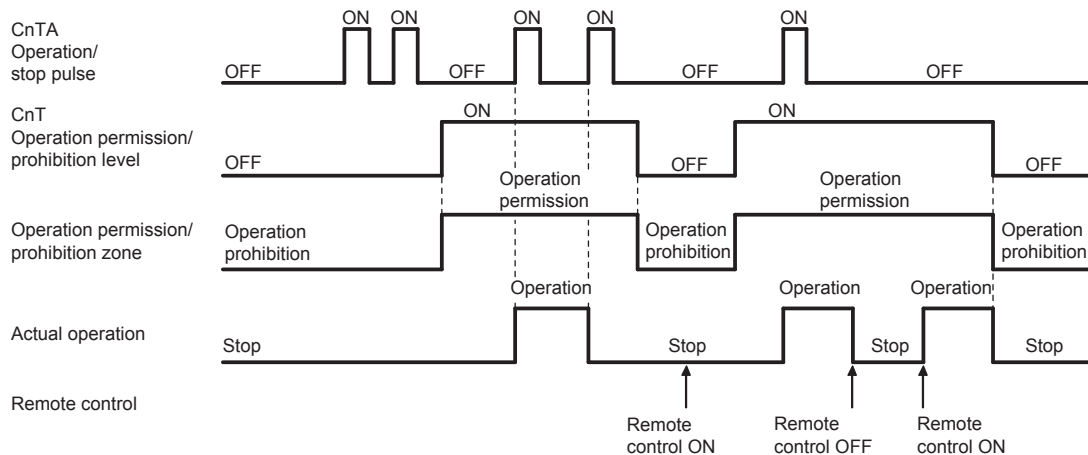 CnTA
Operation/
stop pulse
ON ON ON ON ON
OFF OFF OFF OFF
CnT
Operation permission/
prohibition level
ON ON
OFF OFF OFF
Operation permission/
prohibition zone
Operation
permission
Operation
permission
Operation
prohibition
Operation
prohibition
Operation
prohibition
Actual operation
Operation Operation Operation
Stop Stop Stop Stop
Remote control
Remote
control ON
Remote
control OFF
Remote
control ON